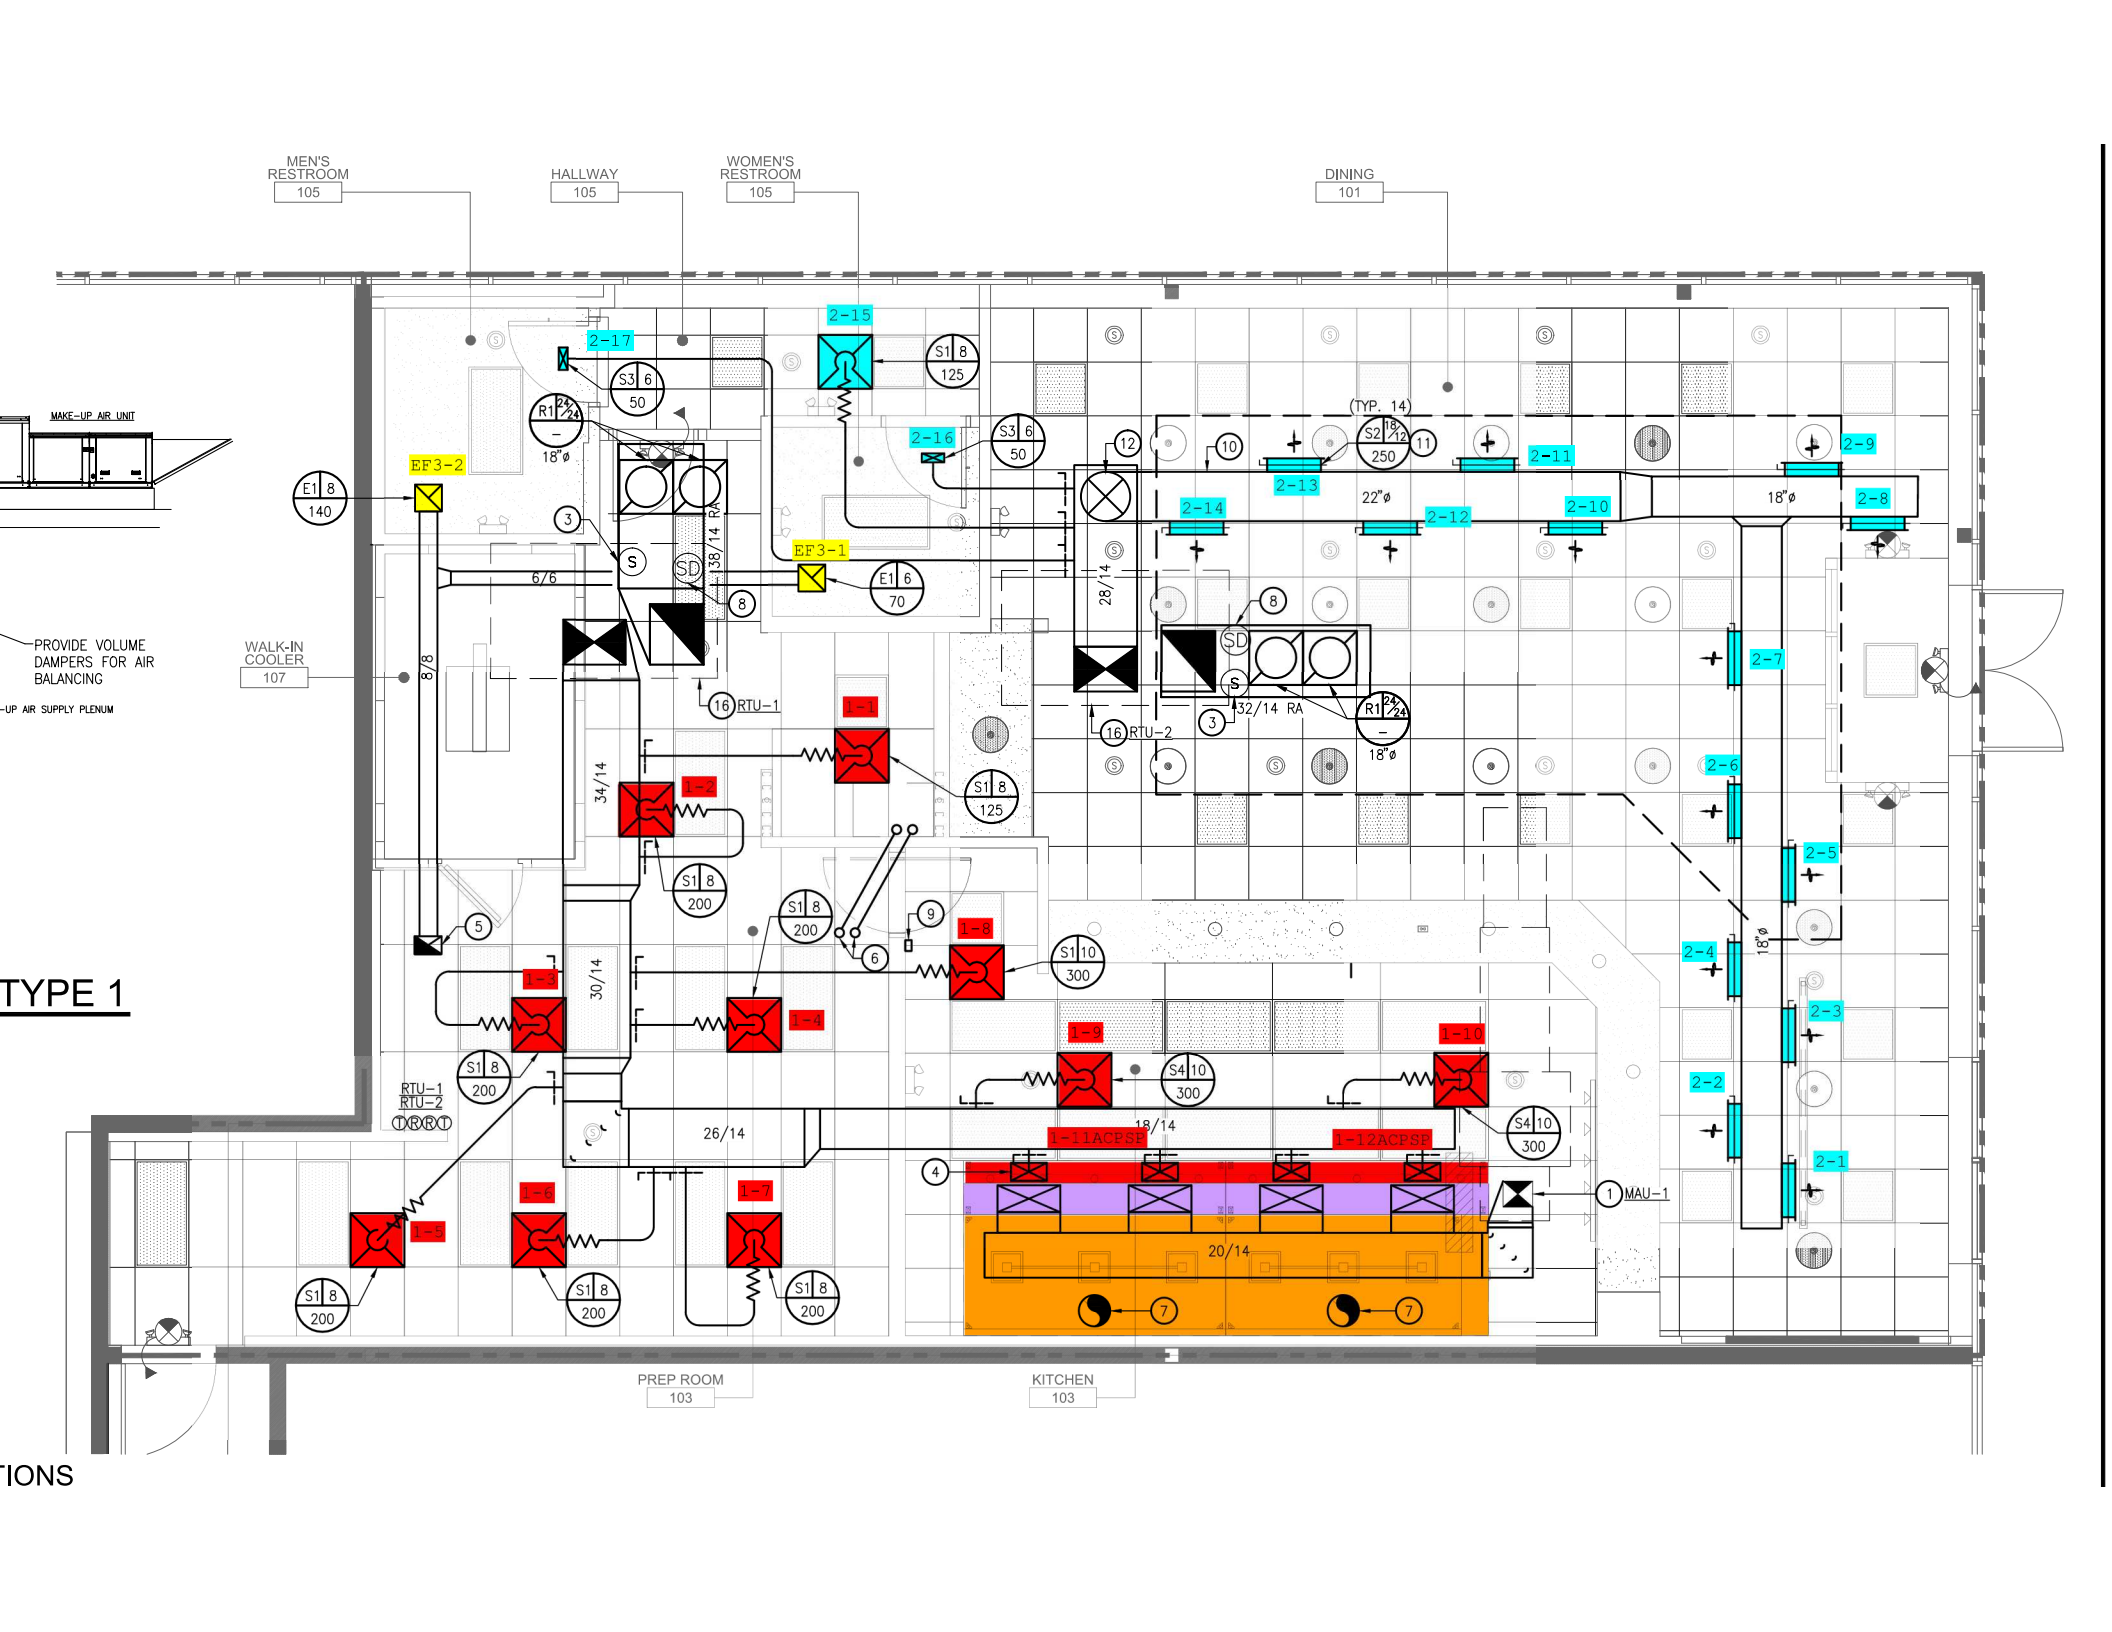 MEN'S
RESTROOM
105
HALLWAY
105
WOMEN'S
RESTROOM
105
DINING
101
2-15
2-17
S1 8
125
S3 6
50
R1 24/24
-
18"ø
MAKE-UP AIR UNIT
(TYP. 14)
S2 18/12
250
11
10
12
2-16
S3 6
50
2-13
2-11
2-9
2-8
EF3-2
E1 8
140
3
S
SD
38/14 RA
8
EF3-1
E1 6
70
6/6
8/8
2-14
22"ø
2-12
2-10
18"ø
28/14
PROVIDE VOLUME
DAMPERS FOR AIR
BALANCING
-UP AIR SUPPLY PLENUM
WALK-IN
COOLER
107
16
RTU-1
8
SD
S
3
32/14 RA
R1 24/24
-
18"ø
16
RTU-2
2-7
2-6
2-5
2-4
18"ø
2-3
2-2
2-1
1-1
S1 8
125
34/14
1-2
S1 8
200
S1 8
200
9
6
5
1-8
S1 10
300
TYPE 1
1-3
30/14
1-4
S1 8
200
RTU-1
RTU-2
T R R T
1-9
S4 10
300
1-10
S4 10
300
26/14
18/14
1-11ACPSP
1-12ACPSP
4
1
MAU-1
1-5
1-6
1-7
S1 8
200
S1 8
200
S1 8
200
20/14
7
7
PREP ROOM
103
KITCHEN
103
TIONS